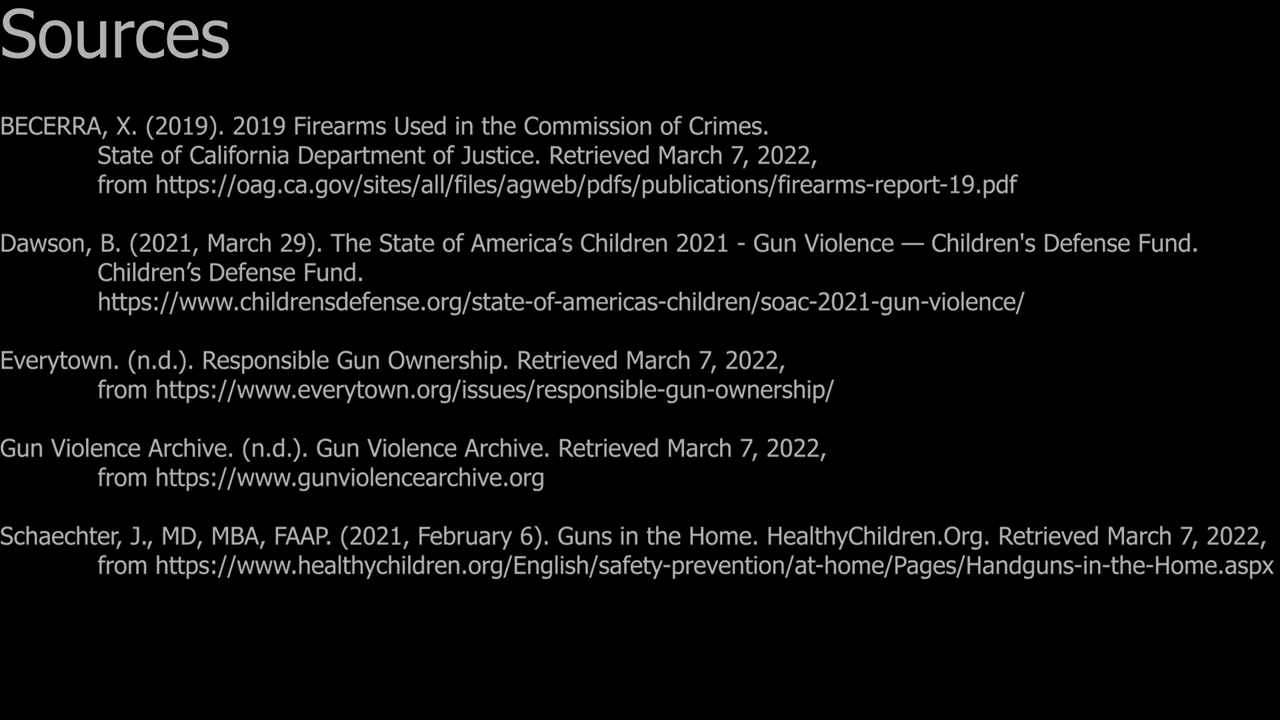 Sources
BECERRA, X. (2019). 2019 Firearms Used in the Commission of Crimes.
State of California Department of Justice. Retrieved March 7, 2022,
from https://oag.ca.gov/sites/all/files/agweb/pdfs/publications/firearms-report-19.pdf
Dawson, B. (2021, March 29). The State of America’s Children 2021 - Gun Violence — Children's Defense Fund.
Children’s Defense Fund.
https://www.childrensdefense.org/state-of-americas-children/soac-2021-gun-violence/
Everytown. (n.d.). Responsible Gun Ownership. Retrieved March 7, 2022,
from https://www.everytown.org/issues/responsible-gun-ownership/
Gun Violence Archive. (n.d.). Gun Violence Archive. Retrieved March 7, 2022,
from https://www.gunviolencearchive.org
Schaechter, J., MD, MBA, FAAP. (2021, February 6). Guns in the Home. HealthyChildren.Org. Retrieved March 7, 2022,
from https://www.healthychildren.org/English/safety-prevention/at-home/Pages/Handguns-in-the-Home.aspx